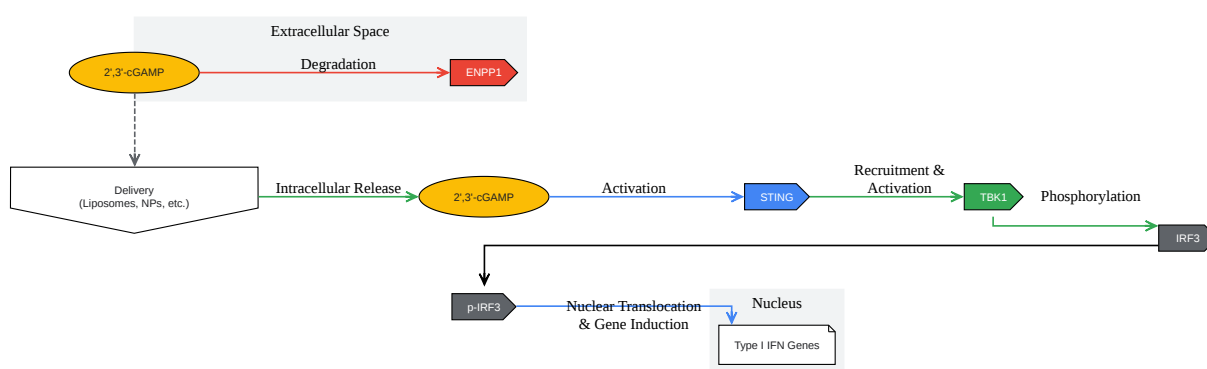 Extracellular Space
2',3'-cGAMP
Degradation
ENPP1
Delivery
(Liposomes, NPs, etc.)
Intracellular Release
2',3'-cGAMP
Activation
STING
Recruitment &
Activation
TBK1
Phosphorylation
IRF3
p-IRF3
Nuclear Translocation
& Gene Induction
Nucleus
Type I IFN Genes